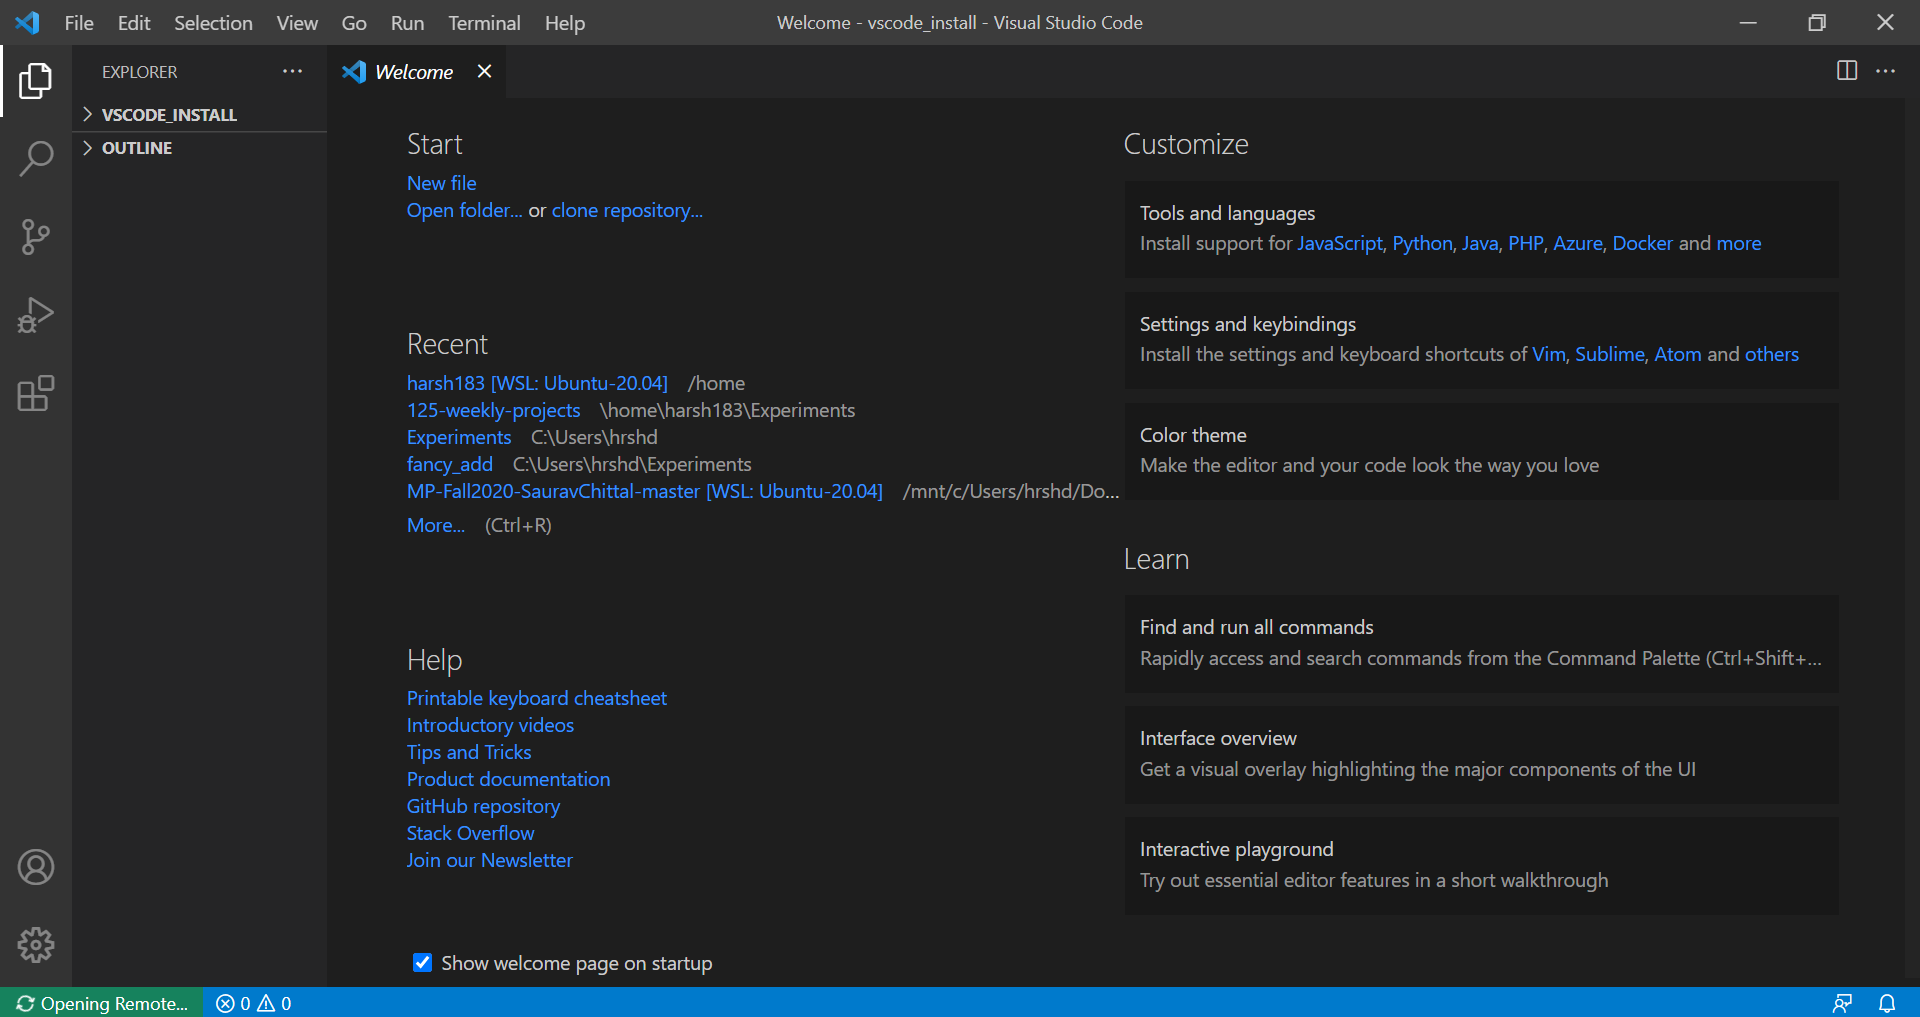 File Edit Selection View Go Run Terminal Help
Welcome - vscode_install - Visual Studio Code
EXPLORER
VSCODE_INSTALL
OUTLINE
Welcome
Start
New file
Open folder... or clone repository...
Recent
harsh183 [WSL: Ubuntu-20.04] /home
125-weekly-projects \home\harsh183\Experiments
Experiments C:\Users\hrshd
fancy_add C:\Users\hrshd\Experiments
MP-Fall2020-SauravChittal-master [WSL: Ubuntu-20.04] /mnt/c/Users/hrshd/Do...
More... (Ctrl+R)
Help
Printable keyboard cheatsheet
Introductory videos
Tips and Tricks
Product documentation
GitHub repository
Stack Overflow
Join our Newsletter
Show welcome page on startup
Customize
Tools and languages
Install support for JavaScript, Python, Java, PHP, Azure, Docker and more
Settings and keybindings
Install the settings and keyboard shortcuts of Vim, Sublime, Atom and others
Color theme
Make the editor and your code look the way you love
Learn
Find and run all commands
Rapidly access and search commands from the Command Palette (Ctrl+Shift+...
Interface overview
Get a visual overlay highlighting the major components of the UI
Interactive playground
Try out essential editor features in a short walkthrough
Opening Remote... 0 0